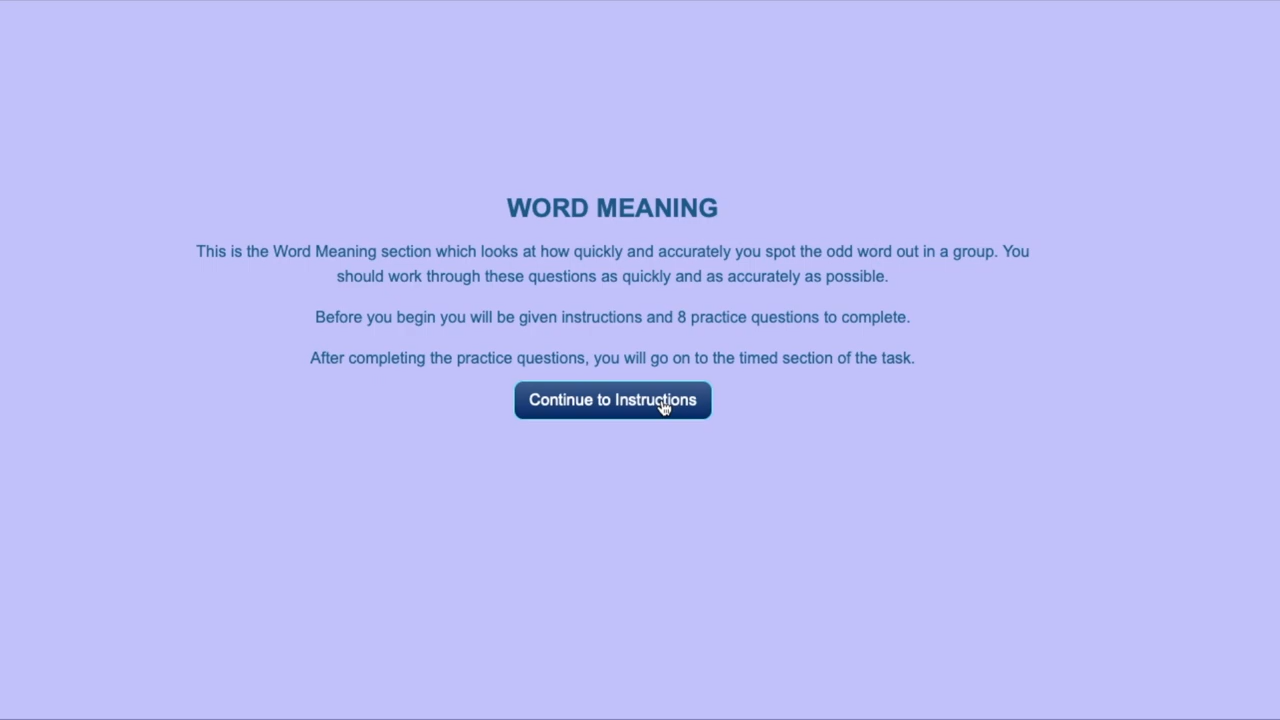 WORD MEANING
This is the Word Meaning section which looks at how quickly and accurately you spot the odd word out in a group. You
should work through these questions as quickly and as accurately as possible.
Before you begin you will be given instructions and 8 practice questions to complete.
After completing the practice questions, you will go on to the timed section of the task.
Continue to Instructions